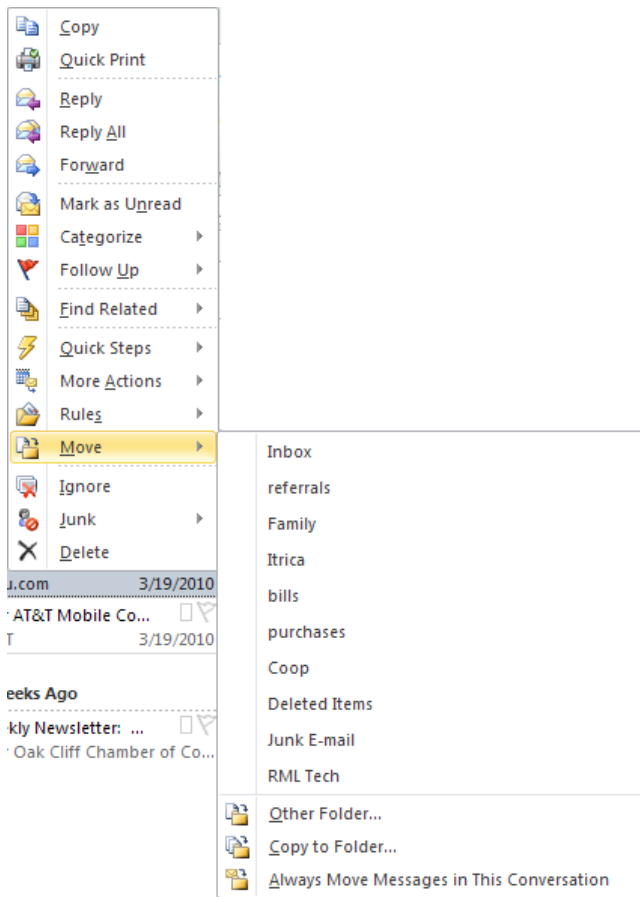 Copy
Quick Print
Reply
Reply All
Forward
Mark as Unread
Categorize
Follow Up
Find Related
Quick Steps
More Actions
Rules
Move
Ignore
Junk
Delete
Inbox
referrals
Family
Itrica
bills
purchases
Coop
Deleted Items
Junk E-mail
RML Tech
Other Folder...
Copy to Folder...
Always Move Messages in This Conversation
u.com 3/19/2010
AT&T Mobile Co...
T 3/19/2010
eeks Ago
kly Newsletter: ...
Oak Cliff Chamber of Co...